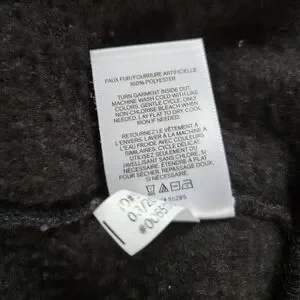 FAUX FUR/FOURRURE ARTIFICIELLE
100% POLYESTER
TURN GARMENT INSIDE OUT.
MACHINE WASH COLD WITH LIKE
COLORS, GENTLE CYCLE. ONLY
NON-CHLORINE BLEACH WHEN
NEEDED. LAY FLAT TO DRY. COOL
IRON IF NEEDED.
RETOURNEZ LE VÊTEMENT À
L'ENVERS. LAVER À LA MACHINE À
L'EAU FROIDE AVEC COULEURS
SIMILAIRES, CYCLE DÉLICAT.
UTILISEZ SEULEMENT UN
JAVELLISANT SANS CHLORE, SI
NÉCESSAIRE. ÉTENDRE À PLAT
POUR SÉCHER. REPASSAGE DOUX,
SI NÉCESSAIRE.
55285